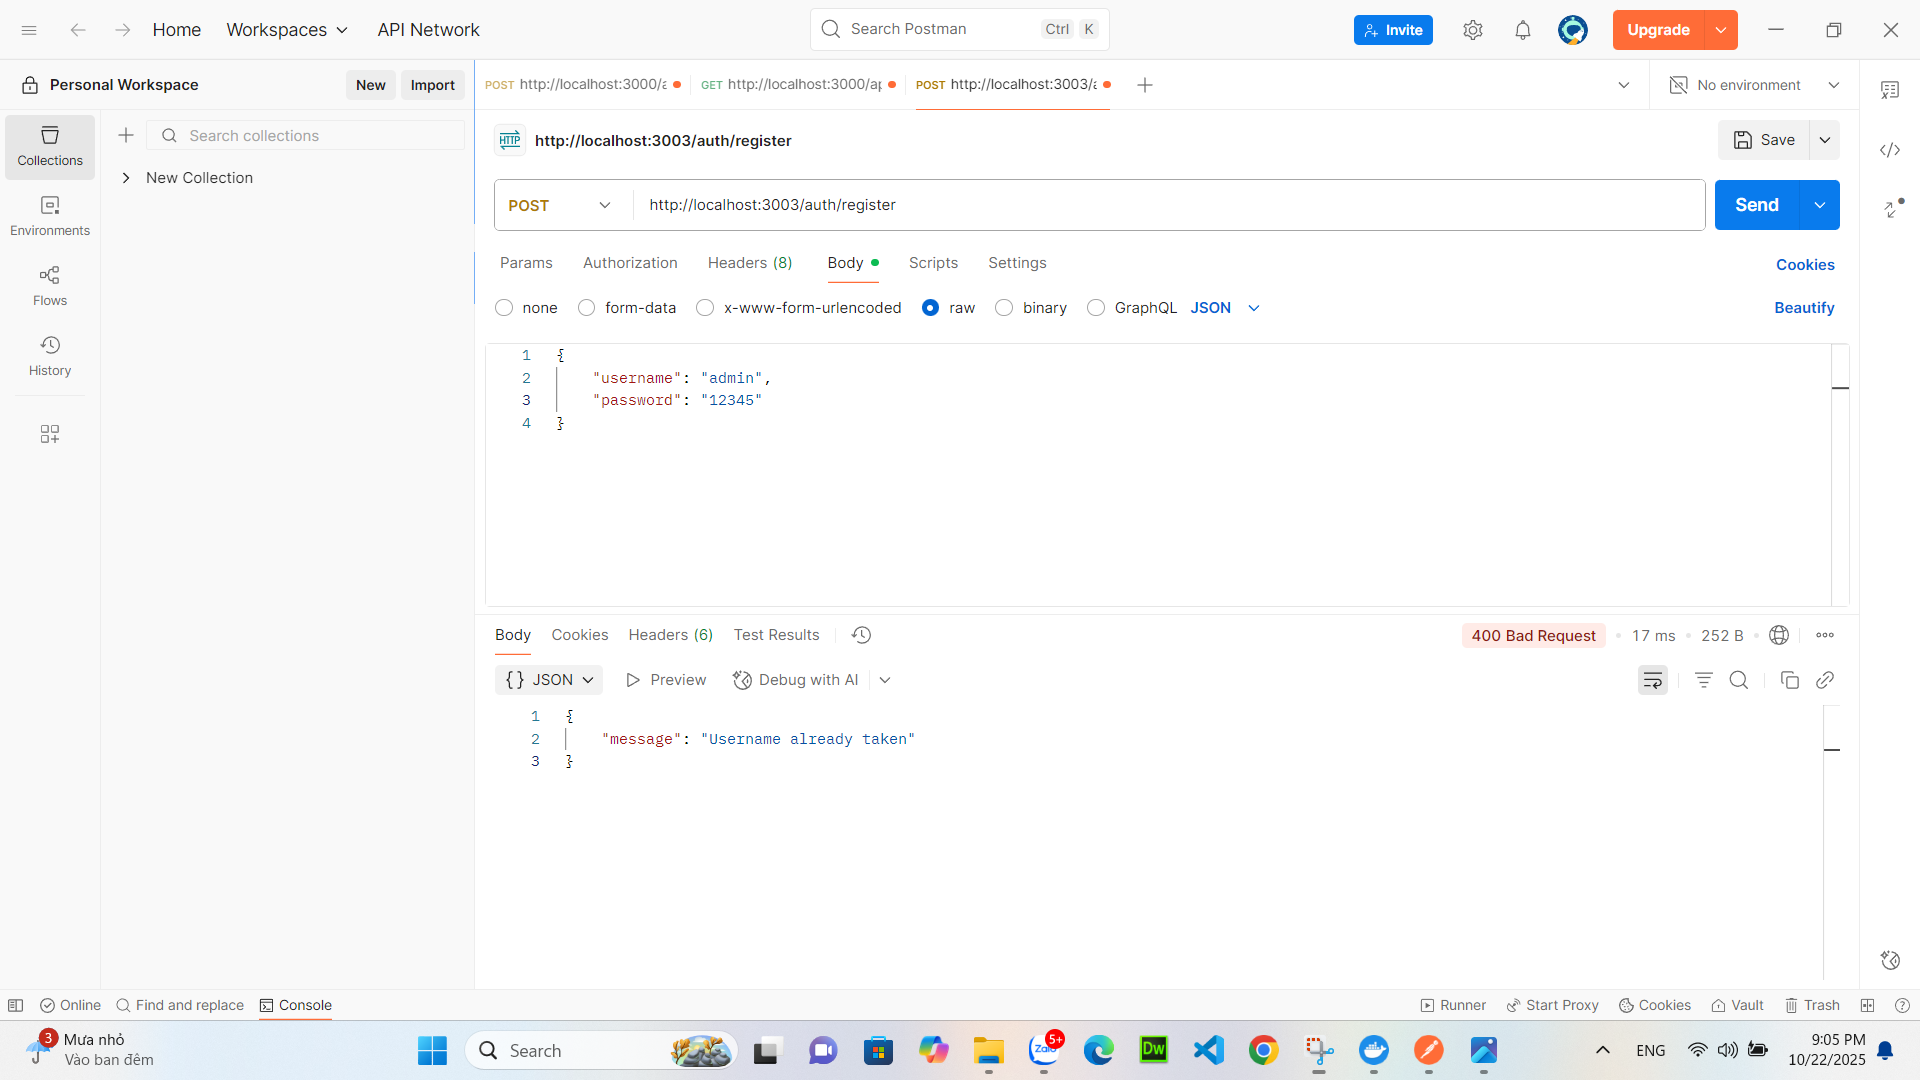 Home Workspaces API Network Search Postman Ctrl K Invite Upgrade
Personal Workspace New Import
POST http://localhost:3000/a GET http://localhost:3000/ap POST http://localhost:3003/a No environment
Collections
Search collections
New Collection
Environments
Flows
History
HTTP http://localhost:3003/auth/register Save
POST http://localhost:3003/auth/register Send
Params Authorization Headers (8) Body Scripts Settings Cookies
none form-data x-www-form-urlencoded raw binary GraphQL JSON Beautify
1 {
2 "username": "admin",
3 "password": "12345"
4 }
Body Cookies Headers (6) Test Results 400 Bad Request 17 ms 252 B
{} JSON Preview Debug with AI
1 {
2 "message": "Username already taken"
3 }
Online Find and replace Console Runner Start Proxy Cookies Vault Trash
3 Mưa nhỏ
Vào ban đêm
Search
Zalo 5+
Dw
ENG
9:05 PM
10/22/2025